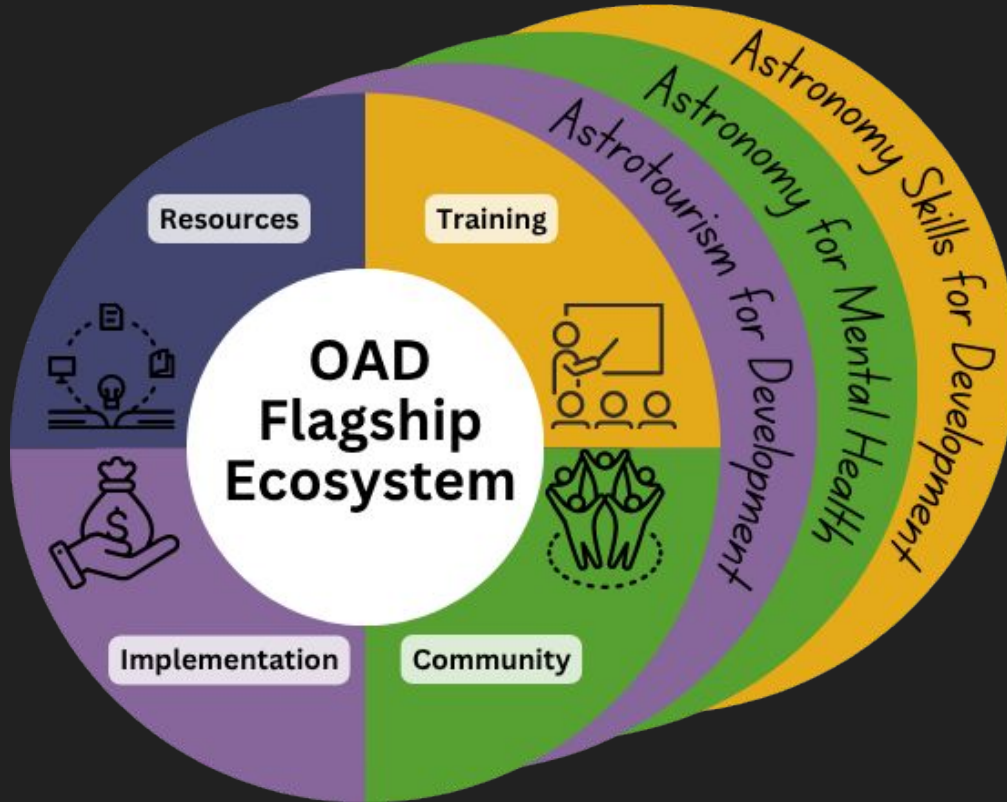 Resources
Training
OAD
Flagship
Ecosystem
$
Implementation
Community
Astrotourism for Development
Astronomy for Mental Health
Astronomy Skills for Development